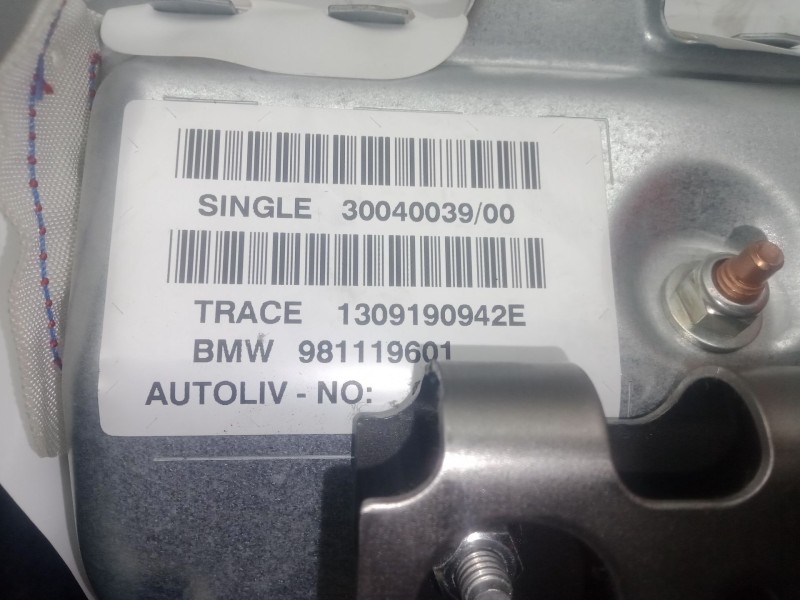 SINGLE 30040039/00
TRACE 1309190942E
BMW 981119601
AUTOLIV - NO: